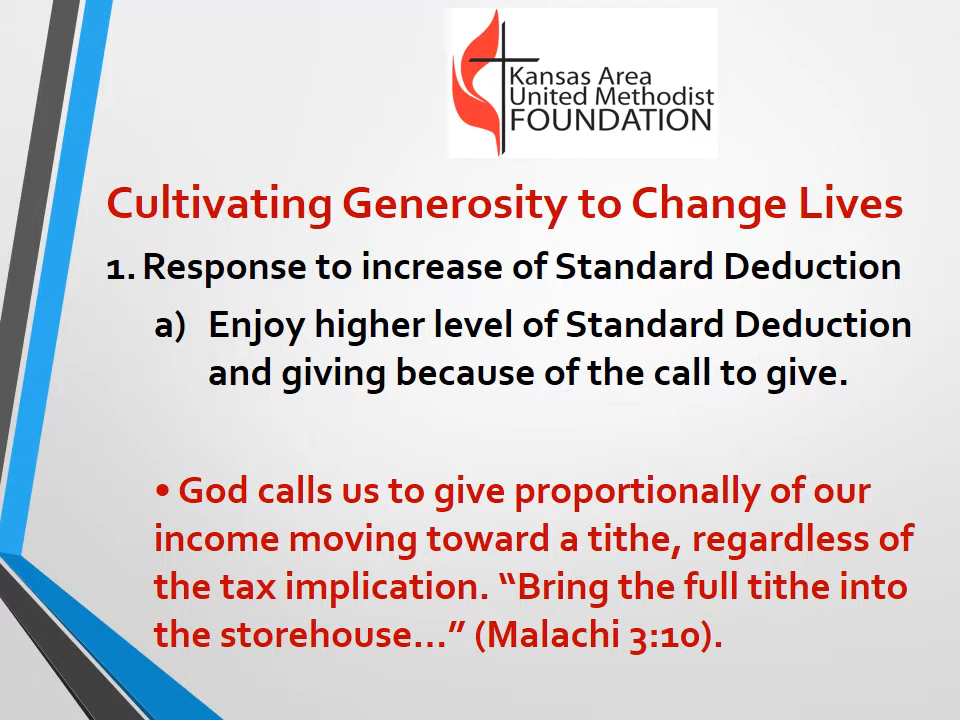 Kansas Area
United Methodist
FOUNDATION
Cultivating Generosity to Change Lives
1. Response to increase of Standard Deduction
a) Enjoy higher level of Standard Deduction
and giving because of the call to give.
• God calls us to give proportionally of our
income moving toward a tithe, regardless of
the tax implication. “Bring the full tithe into
the storehouse…” (Malachi 3:10).